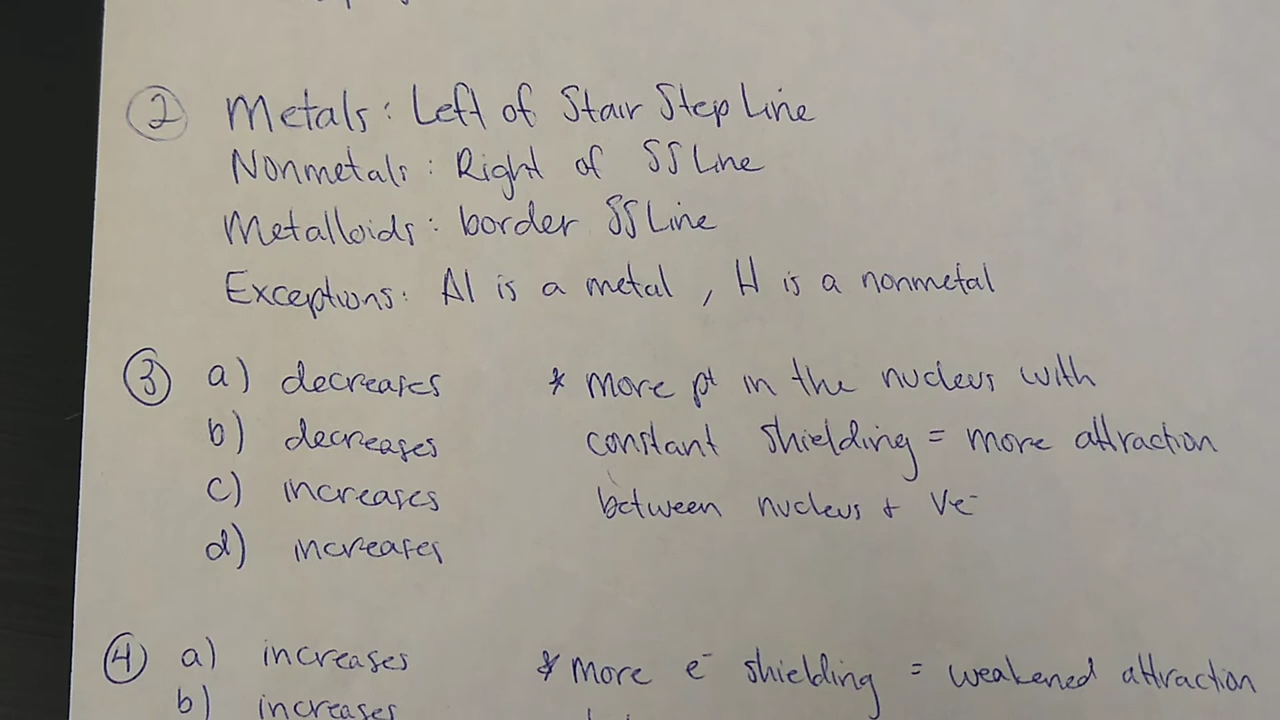 ② Metals: Left of Stair Step Line
Nonmetals: Right of SS Line
Metalloids: border SS Line
Exceptions: Al is a metal, H is a nonmetal
③ a) decreases * more p⁺ in the nucleus with
b) decreases constant shielding = more attraction
c) increases between nucleus + Ve⁻
d) increases
④ a) increases * more e⁻ shielding = weakened attraction
b) increases